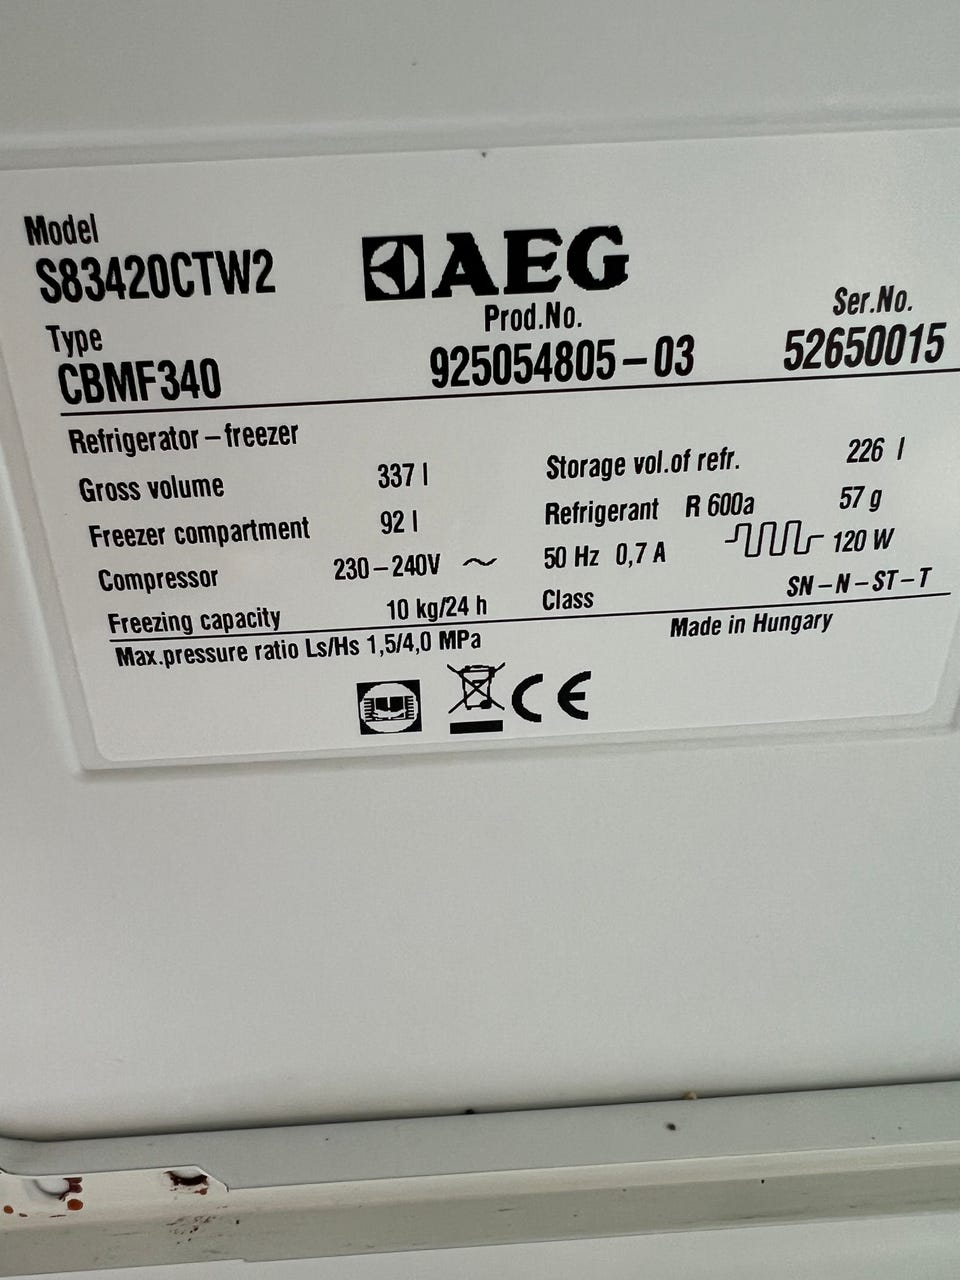 Model
S83420CTW2
AEG
Type
Prod.No.
Ser.No.
CBMF340
925054805-03
52650015
Refrigerator-freezer
Gross volume 337 l
Storage vol.of refr. 226 l
Freezer compartment 92 l
Refrigerant R 600a 57 g
Compressor 230-240V ~
50 Hz 0,7 A 120 W
Freezing capacity 10 kg/24 h
Class SN-N-ST-T
Max.pressure ratio Ls/Hs 1,5/4,0 MPa
Made in Hungary
CE